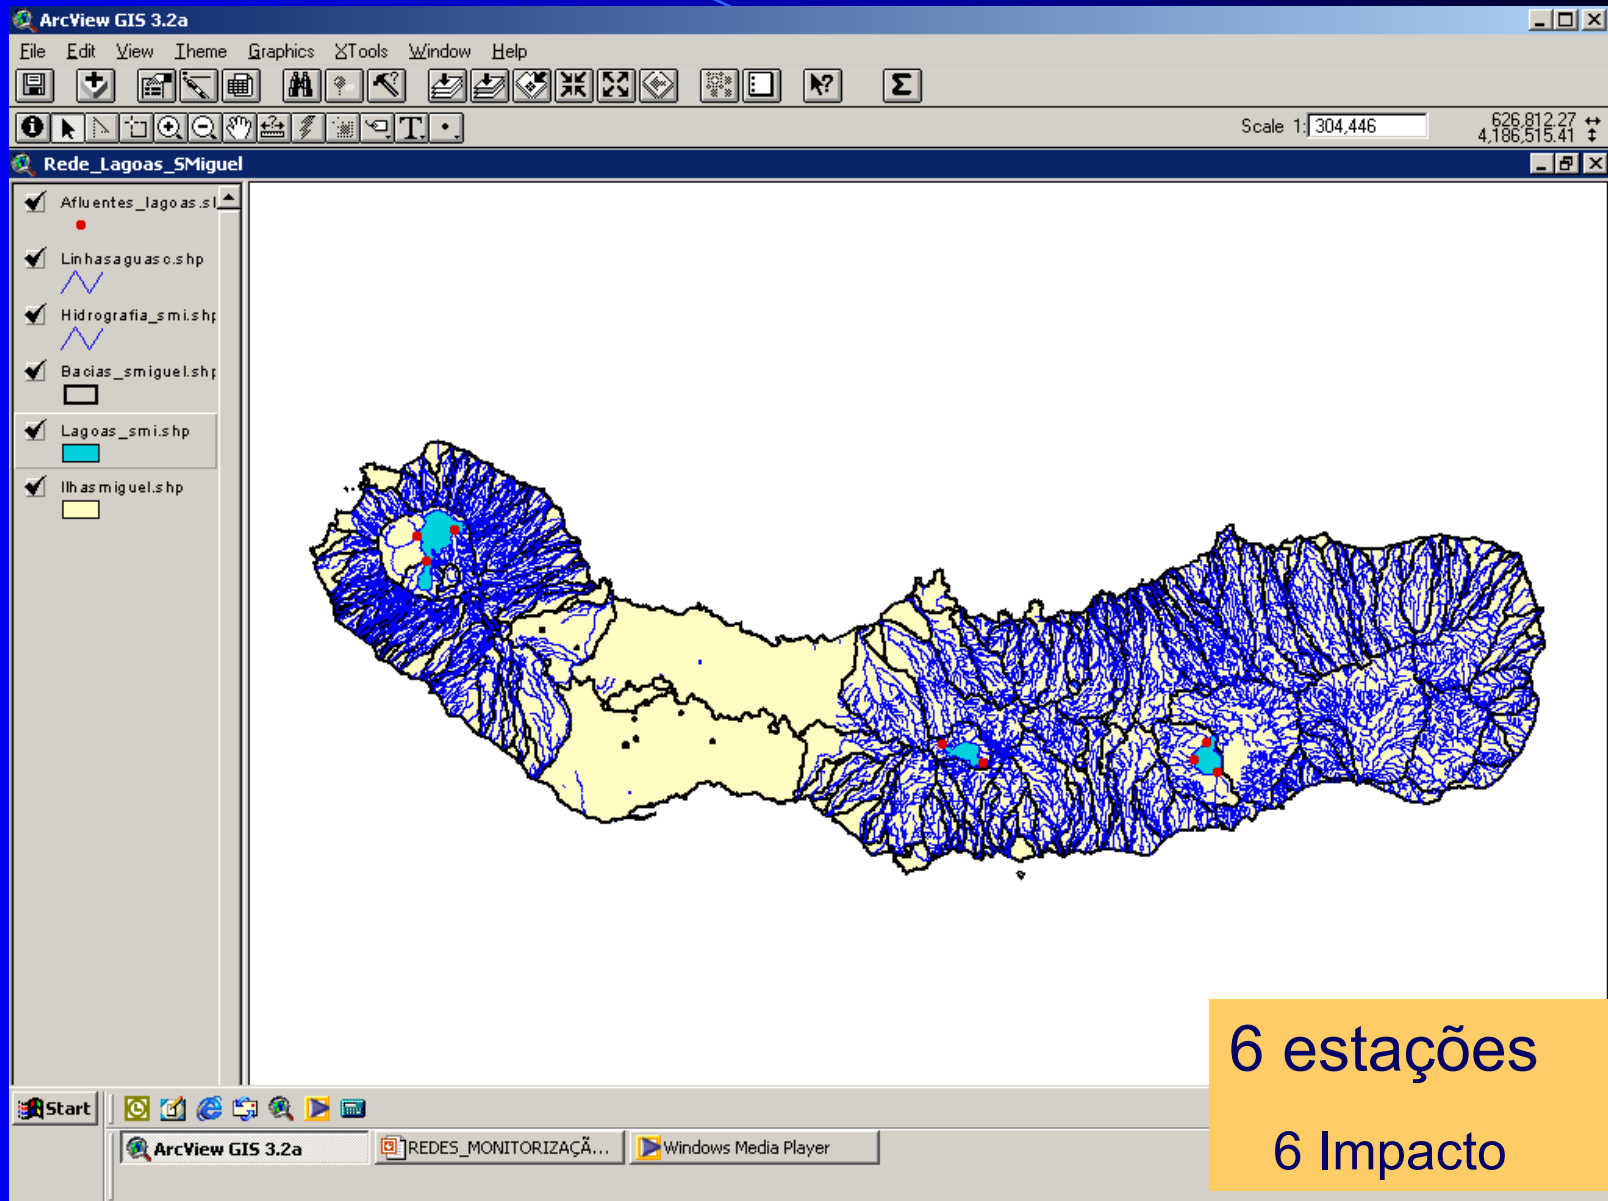 ArcView GIS 3.2a
File Edit View Theme Graphics XTools Window Help
Scale 1: 304,446
626,812.27
4,186,515.41
Rede_Lagoas_SMiguel
Afluentes_lagoas.sl
Linhasaguasc.shp
Hidrografia_smi.shp
Bacias_smiguel.shp
Lagoas_smi.shp
Ilhasmiguel.shp
6 estações
6 Impacto
Start
ArcView GIS 3.2a
REDES_MONITORIZAÇÃ...
Windows Media Player